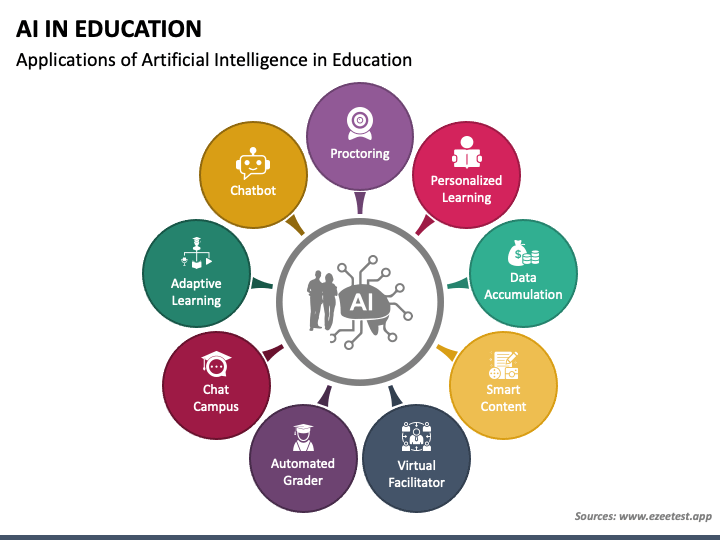 AI IN EDUCATION
Applications of Artificial Intelligence in Education
Proctoring
Personalized
Learning
Data
Accumulation
Smart
Content
Virtual
Facilitator
Automated
Grader
Chat
Campus
Adaptive
Learning
Chatbot
AI
$
Sources: www.ezeetest.app